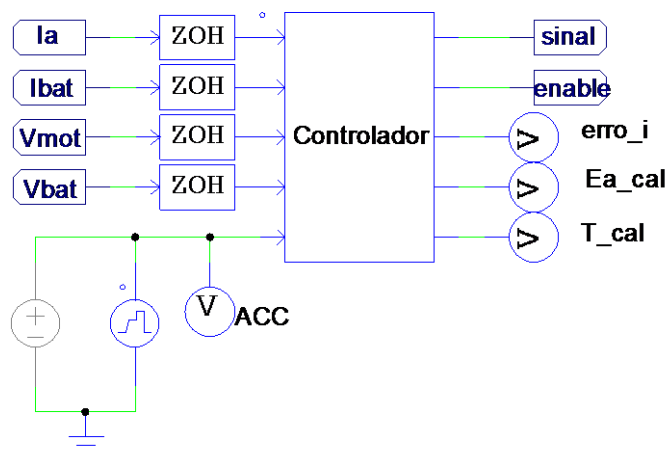 Ia
ZOH
sinal
Ibat
ZOH
enable
Vmot
ZOH
Controlador
V
erro_i
Vbat
ZOH
V
Ea_cal
V
T_cal
V
ACC